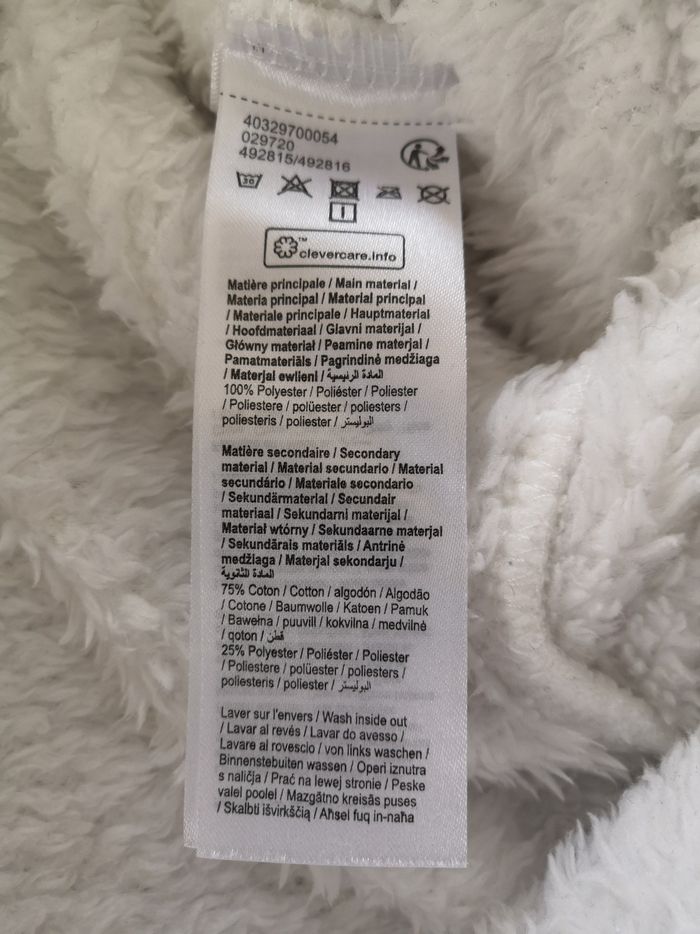 40329700054
029720
492815/492816
30
™
clevercare.info
Matière principale / Main material /
Materia principal / Material principal
/ Materiale principale / Hauptmaterial
/ Hoofdmateriaal / Glavni materijal /
Główny materiał / Peamine materjal /
Pamatmateriāls / Pagrindinė medžiaga
/ Materjal ewlieni / المادة الرئيسية
100% Polyester / Poliéster / Poliester
/ Poliestere / polüester / poliesters /
poliesteris / poliester / البوليستر
Matière secondaire / Secondary
material / Material secundario / Material
secundário / Materiale secondario
/ Sekundärmaterial / Secundair
materiaal / Sekundarni materijal /
Materiał wtórny / Sekundaarne materjal
/ Sekundārais materiāls / Antrinė
medžiaga / Materjal sekondarju /
المادة الثانوية
75% Coton / Cotton / algodón / Algodão
/ Cotone / Baumwolle / Katoen / Pamuk
/ Bawełna / puuvill / kokvilna / medvilnė
/ qoton / قطن
25% Polyester / Poliéster / Poliester
/ Poliestere / polüester / poliesters /
poliesteris / poliester / البوليستر
Laver sur l'envers / Wash inside out
/ Lavar al revés / Lavar do avesso /
Lavare al rovescio / von links waschen /
Binnenstebuiten wassen / Operi iznutra
s naličja / Prać na lewej stronie / Peske
valel poolel / Mazgātno kreisās puses
/ Skalbti išvirkščią / Aħsel fuq in-naħa